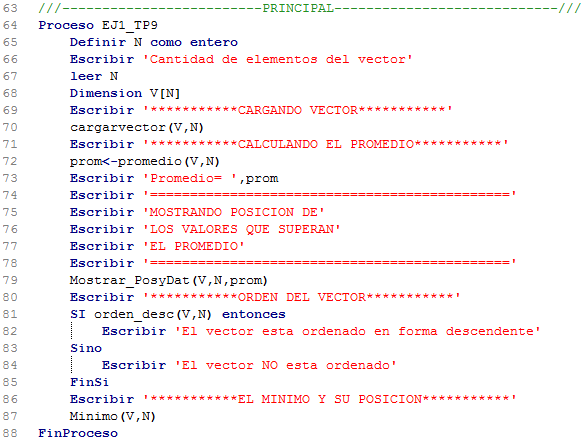 63 ///--------------------------PRINCIPAL-----------------------------///
64 Proceso EJ1_TP9
65     Definir N como entero
66     Escribir 'Cantidad de elementos del vector'
67     leer N
68     Dimension V[N]
69     Escribir '***********CARGANDO VECTOR***********'
70     cargarvector(V,N)
71     Escribir '***********CALCULANDO EL PROMEDIO***********'
72     prom<-promedio(V,N)
73     Escribir 'Promedio= ',prom
74     Escribir '=============================================='
75     Escribir 'MOSTRANDO POSICION DE'
76     Escribir 'LOS VALORES QUE SUPERAN'
77     Escribir 'EL PROMEDIO'
78     Escribir '=============================================='
79     Mostrar_PosyDat(V,N,prom)
80     Escribir '***********ORDEN DEL VECTOR***********'
81     SI orden_desc(V,N) entonces
82         Escribir 'El vector esta ordenado en forma descendente'
83     Sino
84         Escribir 'El vector NO esta ordenado'
85     FinSi
86     Escribir '***********EL MINIMO Y SU POSICION***********'
87     Minimo(V,N)
88 FinProceso